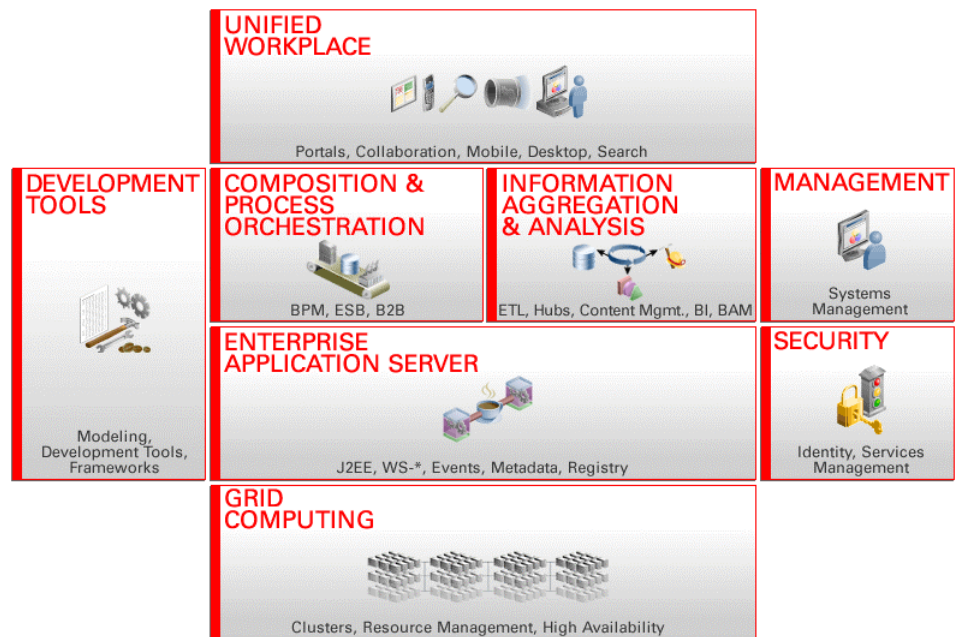 UNIFIED
WORKPLACE
Portals, Collaboration, Mobile, Desktop, Search
DEVELOPMENT
TOOLS
Modeling,
Development Tools,
Frameworks
COMPOSITION &
PROCESS
ORCHESTRATION
BPM, ESB, B2B
INFORMATION
AGGREGATION
& ANALYSIS
ETL, Hubs, Content Mgmt., BI, BAM
MANAGEMENT
Systems
Management
ENTERPRISE
APPLICATION SERVER
J2EE, WS-*, Events, Metadata, Registry
SECURITY
Identity, Services
Management
GRID
COMPUTING
Clusters, Resource Management, High Availability